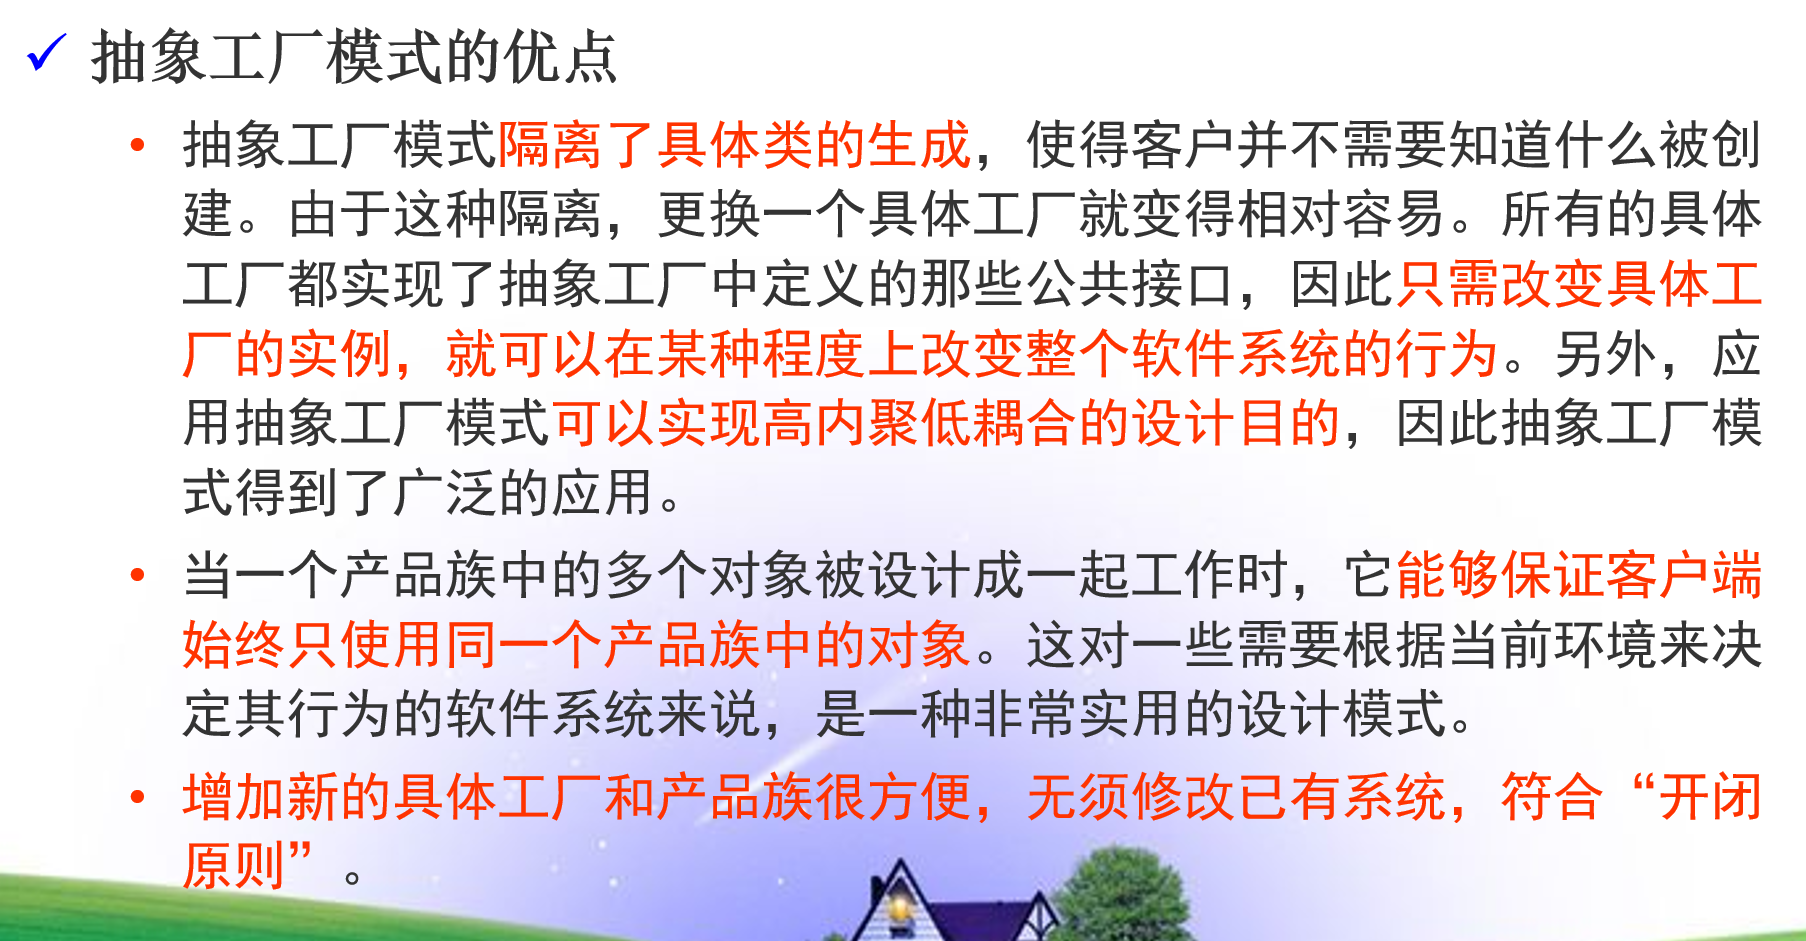 ✓ 抽象工厂模式的优点
• 抽象工厂模式隔离了具体类的生成，使得客户并不需要知道什么被创
建。由于这种隔离，更换一个具体工厂就变得相对容易。所有的具体
工厂都实现了抽象工厂中定义的那些公共接口，因此只需改变具体工
厂的实例，就可以在某种程度上改变整个软件系统的行为。另外，应
用抽象工厂模式可以实现高内聚低耦合的设计目的，因此抽象工厂模
式得到了广泛的应用。
• 当一个产品族中的多个对象被设计成一起工作时，它能够保证客户端
始终只使用同一个产品族中的对象。这对一些需要根据当前环境来决
定其行为的软件系统来说，是一种非常实用的设计模式。
• 增加新的具体工厂和产品族很方便，无须修改已有系统，符合“开闭
原则”。